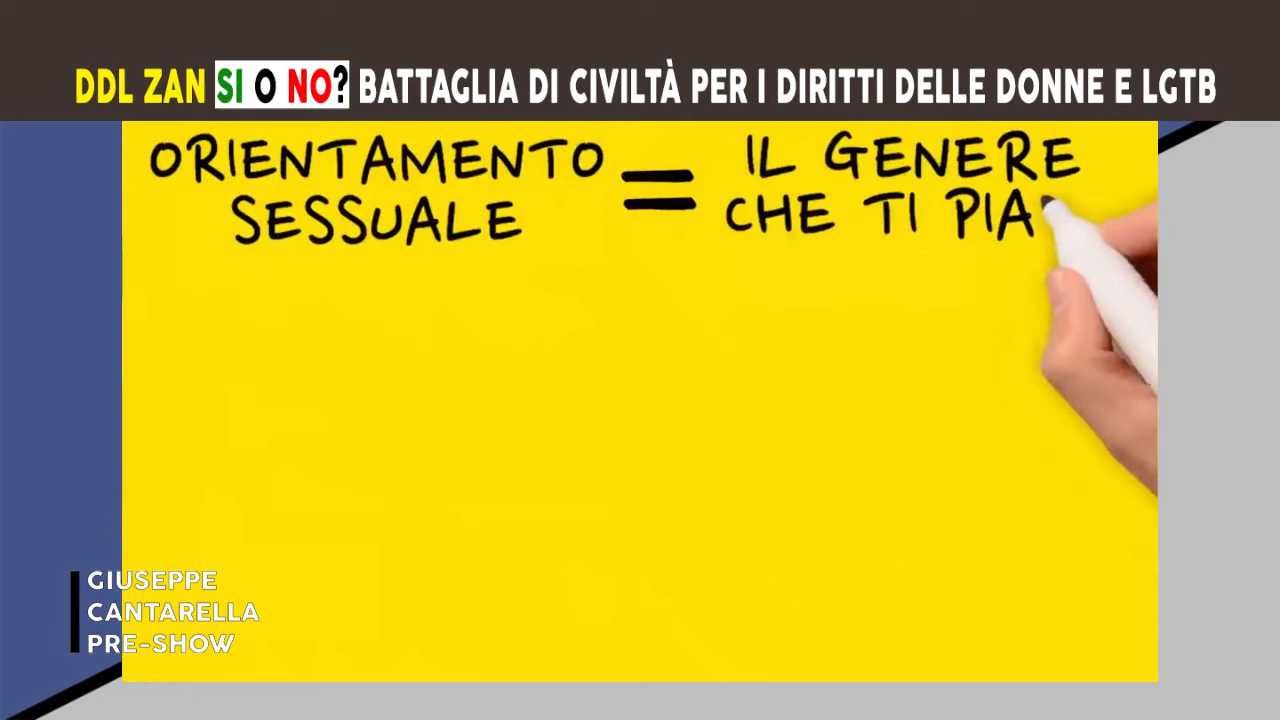 DDL ZAN SI O NO? BATTAGLIA DI CIVILTÀ PER I DIRITTI DELLE DONNE E LGTB
ORIENTAMENTO
SESSUALE
=
IL GENERE
CHE TI PIA
GIUSEPPE
CANTARELLA
PRE-SHOW